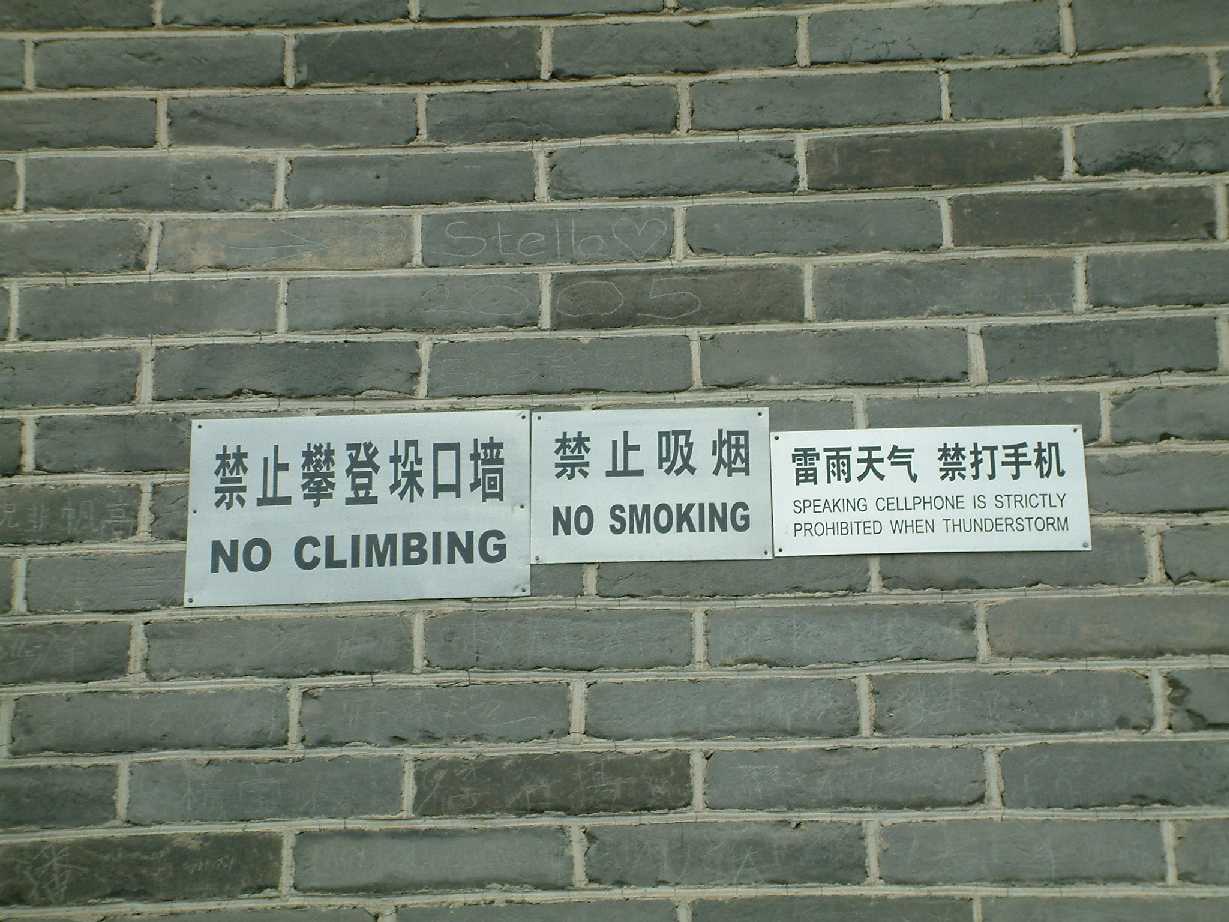 Stella♡
2005
禁止攀登垛口墙
NO CLIMBING
禁止吸烟
NO SMOKING
雷雨天气 禁打手机
SPEAKING CELLPHONE IS STRICTLY
PROHIBITED WHEN THUNDERSTORM